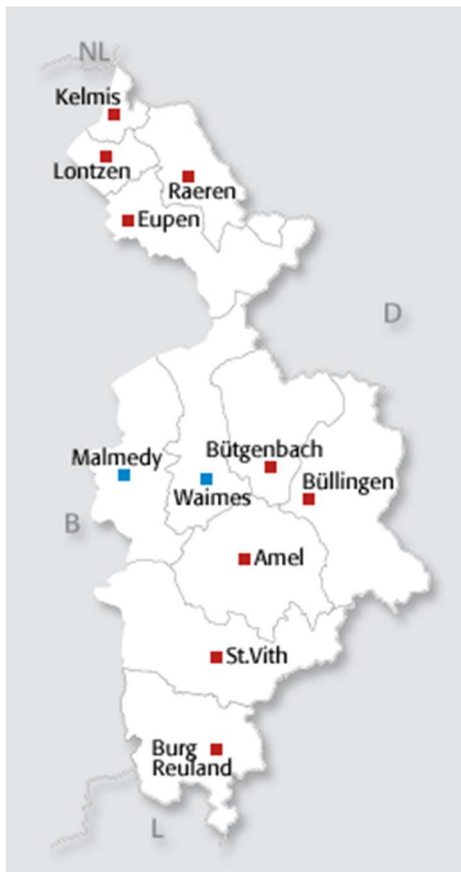 NL
Kelmis
Lontzen
Raeren
Eupen
D
Malmedy
Bütgenbach
Waimes
Büllingen
B
Amel
St.Vith
Burg
Reuland
L